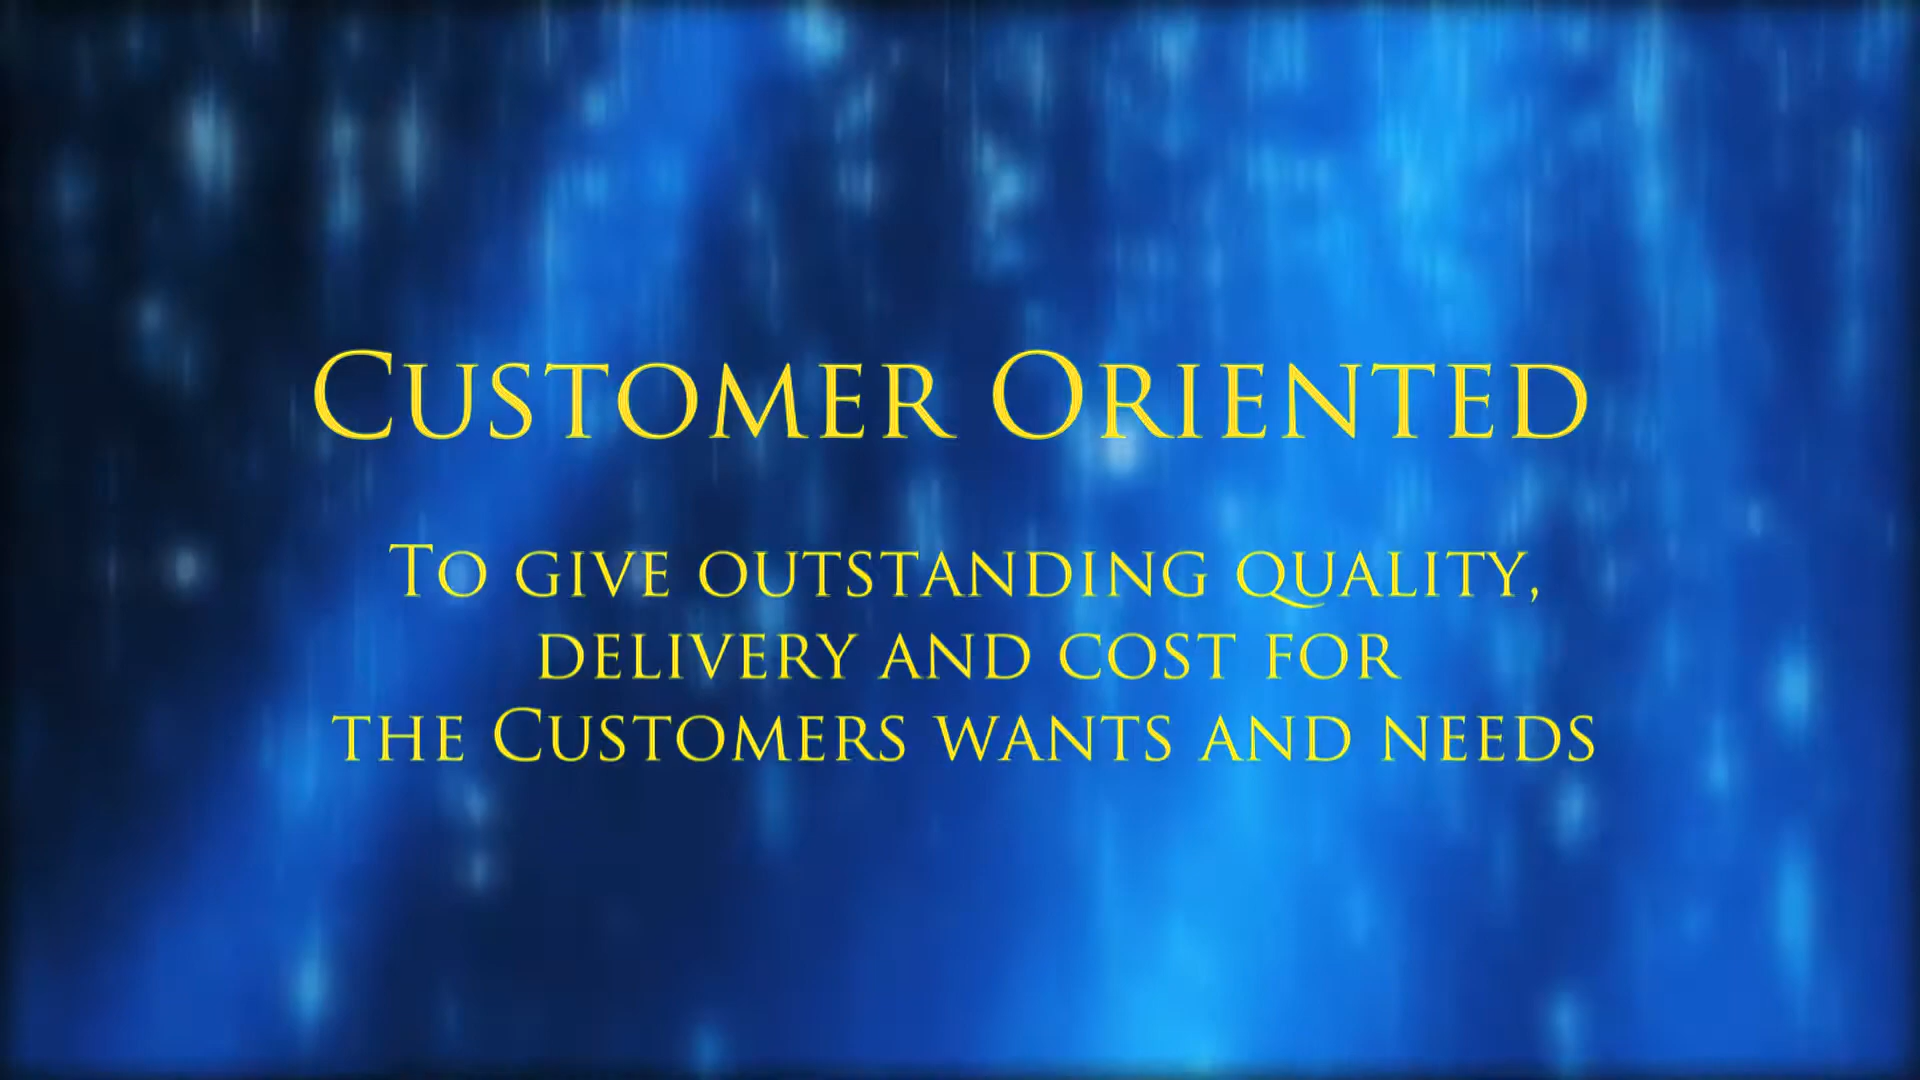 Customer Oriented
To give outstanding quality,
delivery and cost for
the Customers wants and needs